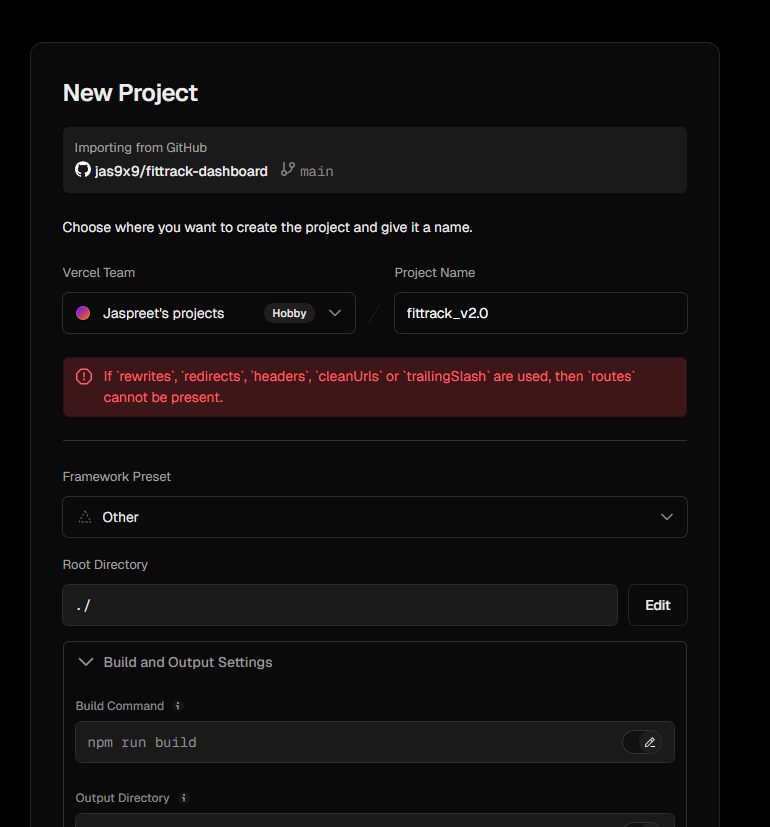 New Project
Importing from GitHub
jas9x9/fittrack-dashboard main
Choose where you want to create the project and give it a name.
Vercel Team
Project Name
Jaspreet's projects Hobby
fittrack_v2.0
If `rewrites`, `redirects`, `headers`, `cleanUrls` or `trailingSlash` are used, then `routes`
cannot be present.
Framework Preset
Other
Root Directory
./
Edit
Build and Output Settings
Build Command
npm run build
Output Directory